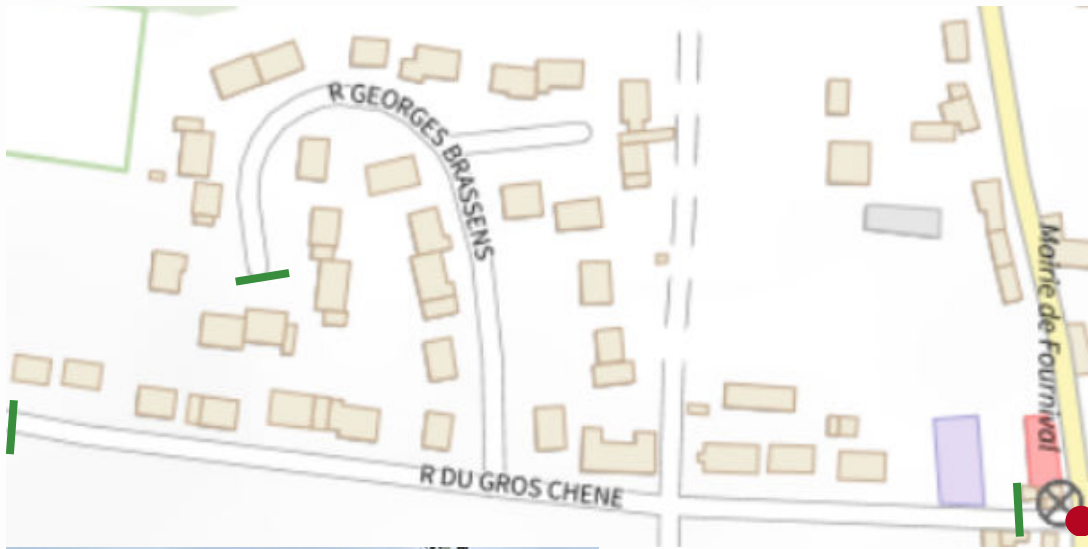 R GEORGES BRASSENS
Mairie de Fournival
R DU GROS CHENE